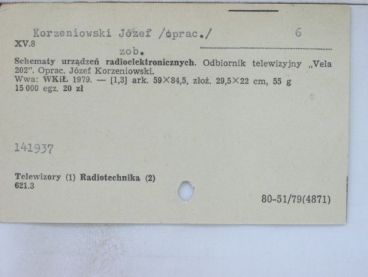 Korzeniowski Józef /oprac./ 6
XV.8
zob.
Schematy urządzeń radioelektronicznych. Odbiornik telewizyjny „Vela
202". Oprac. Józef Korzeniowski.
Wwa: WKiŁ 1979. — [1,3] ark. 59×84,5, złoż. 29,5×22 cm, 55 g
15 000 egz. 20 zł
141937
Telewizory (1) Radiotechnika (2)
621.3
80-51/79(4871)